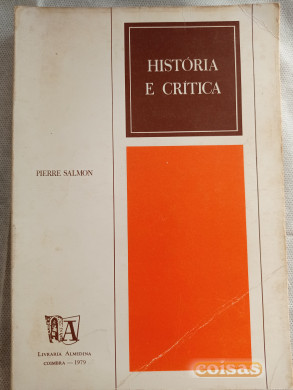 HISTÓRIA
E CRÍTICA
PIERRE SALMON
LIVRARIA ALMEDINA
COIMBRA — 1979
coisas